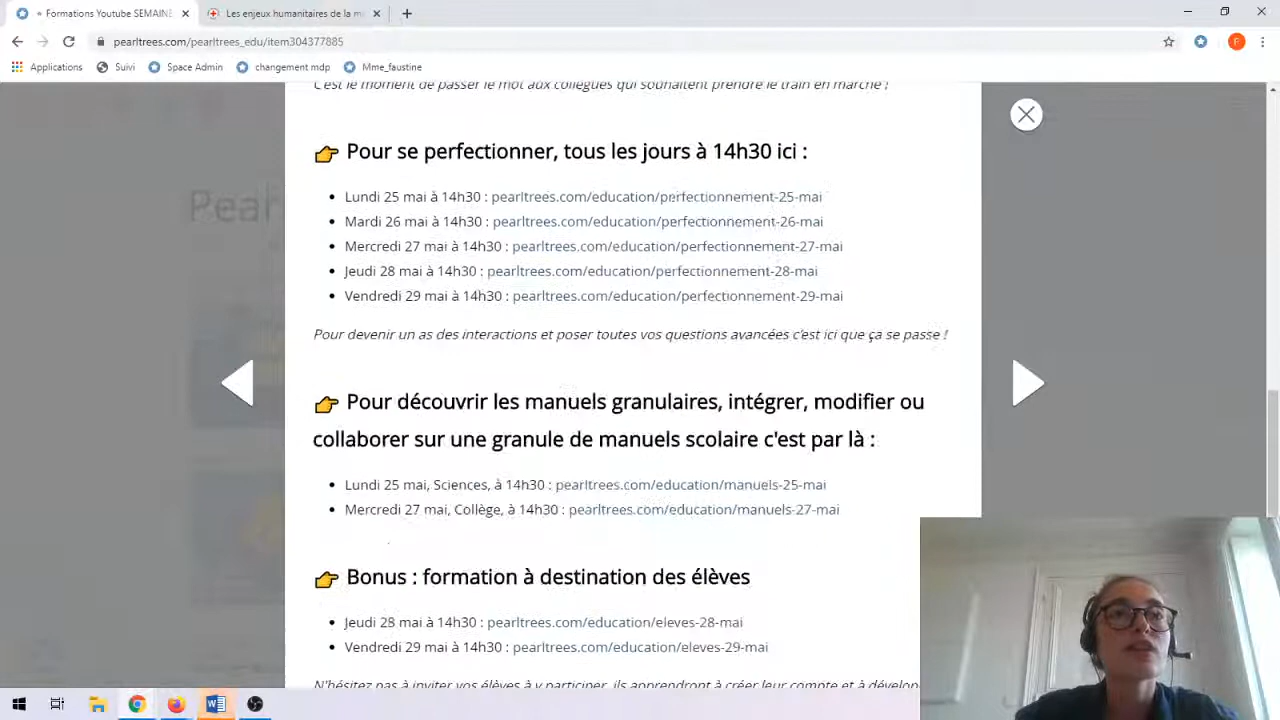 Formations Youtube SEMAINE
Les enjeux humanitaires de la m
pearltrees.com/pearltrees_edu/item304377885
Applications
Suivi
Space Admin
changement mdp
Mme_faustine
C'est le moment de passer le mot aux collègues qui souhaitent prendre le train en marche !
Pear
👉 Pour se perfectionner, tous les jours à 14h30 ici :
• Lundi 25 mai à 14h30 : pearltrees.com/education/perfectionnement-25-mai
• Mardi 26 mai à 14h30 : pearltrees.com/education/perfectionnement-26-mai
• Mercredi 27 mai à 14h30 : pearltrees.com/education/perfectionnement-27-mai
• Jeudi 28 mai à 14h30 : pearltrees.com/education/perfectionnement-28-mai
• Vendredi 29 mai à 14h30 : pearltrees.com/education/perfectionnement-29-mai
Pour devenir un as des interactions et poser toutes vos questions avancées c'est ici que ça se passe !
👉 Pour découvrir les manuels granulaires, intégrer, modifier ou
collaborer sur une granule de manuels scolaire c'est par là :
• Lundi 25 mai, Sciences, à 14h30 : pearltrees.com/education/manuels-25-mai
• Mercredi 27 mai, Collège, à 14h30 : pearltrees.com/education/manuels-27-mai
👉 Bonus : formation à destination des élèves
• Jeudi 28 mai à 14h30 : pearltrees.com/education/eleves-28-mai
• Vendredi 29 mai à 14h30 : pearltrees.com/education/eleves-29-mai
N'hésitez pas à inviter vos élèves à y participer, ils apprendront à créer leur compte et à dévelop